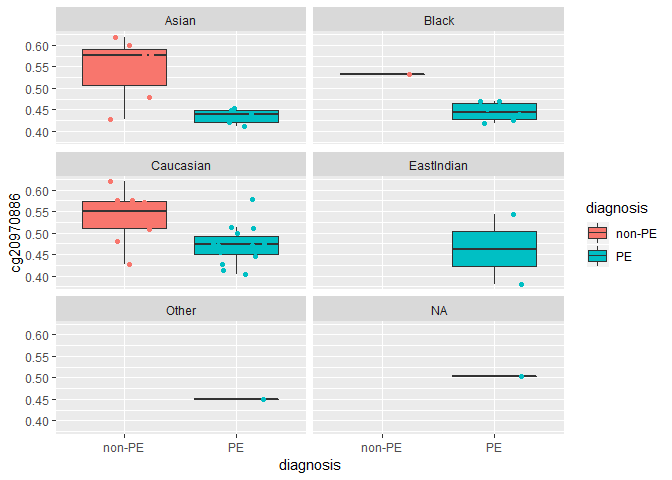 Asian
Black
0.60
0.55
0.50
0.45
0.40
Caucasian
EastIndian
0.60
0.55
0.50
0.45
0.40
cg20970886
diagnosis
non-PE
PE
Other
NA
0.60
0.55
0.50
0.45
0.40
non-PE
PE
non-PE
PE
diagnosis